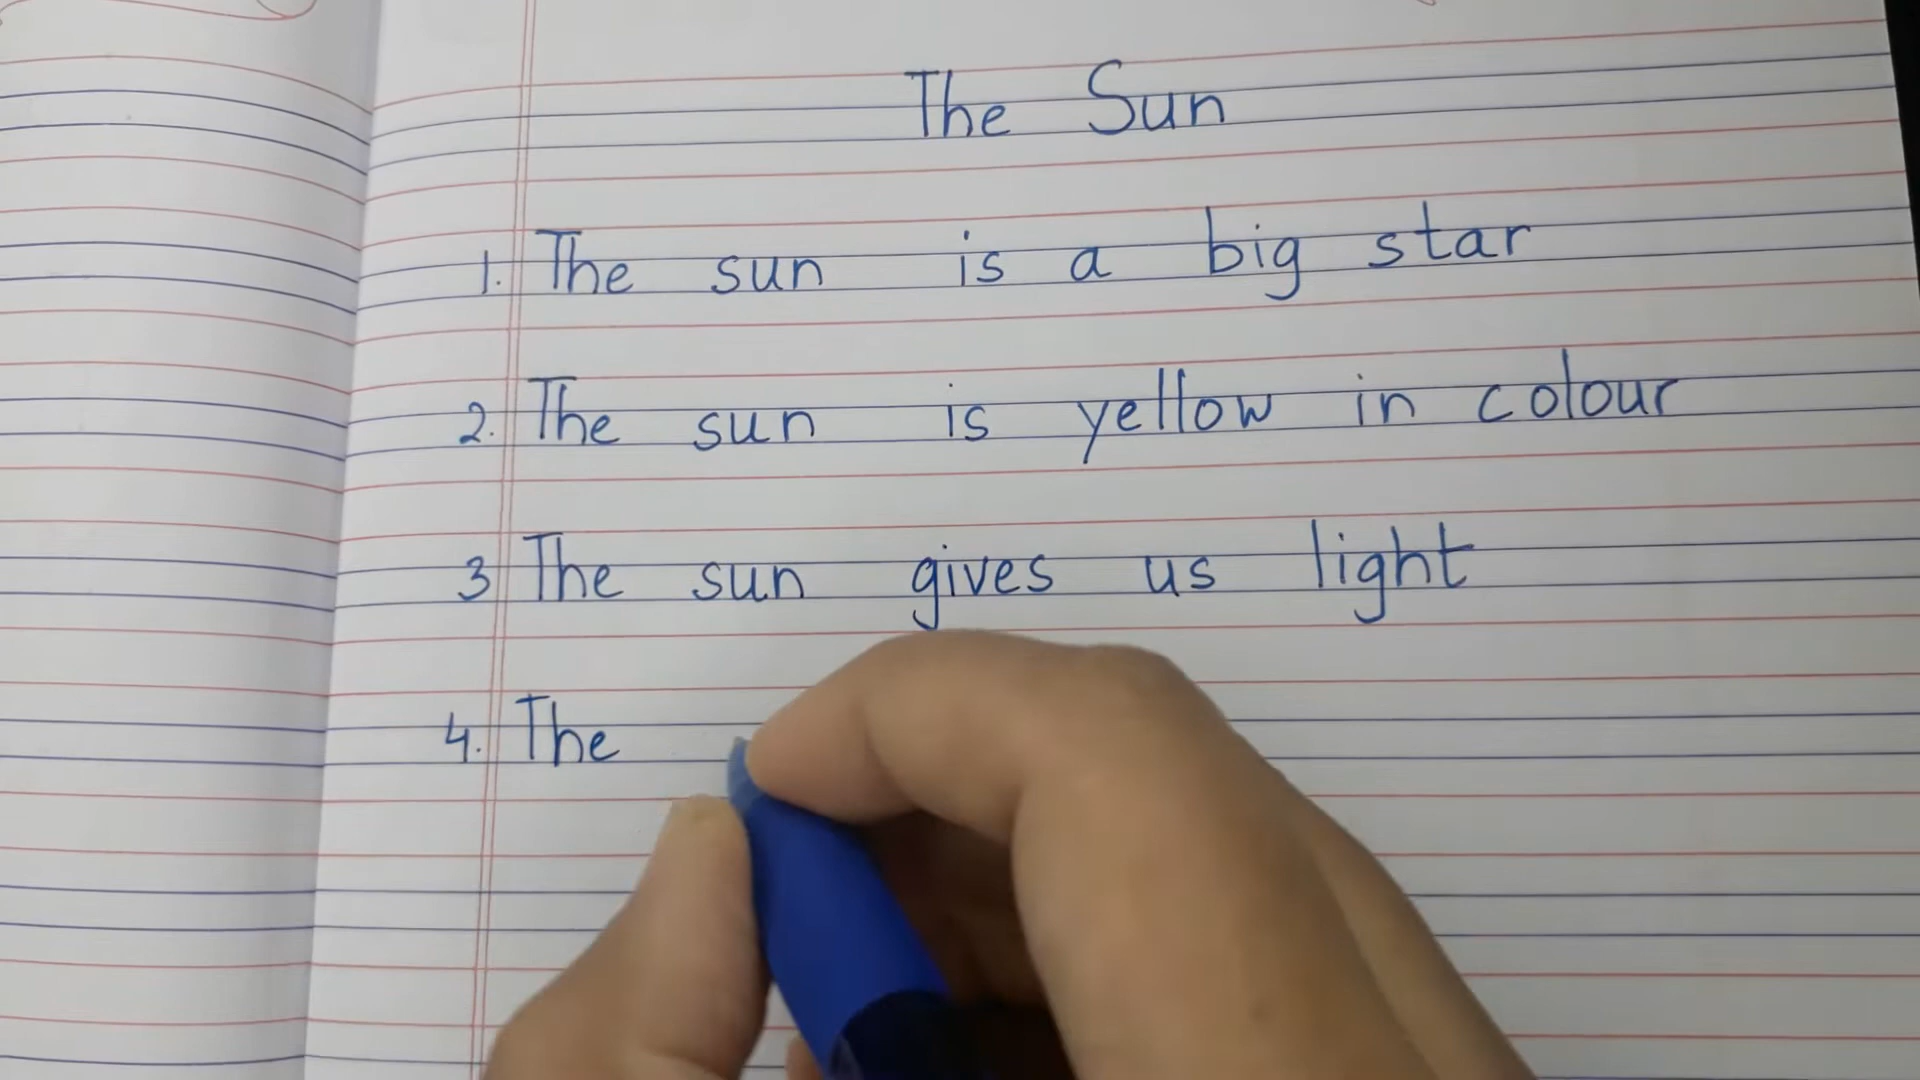 The Sun
1. The sun is a big star
2. The sun is yellow in colour
3 The sun gives us light
4. The